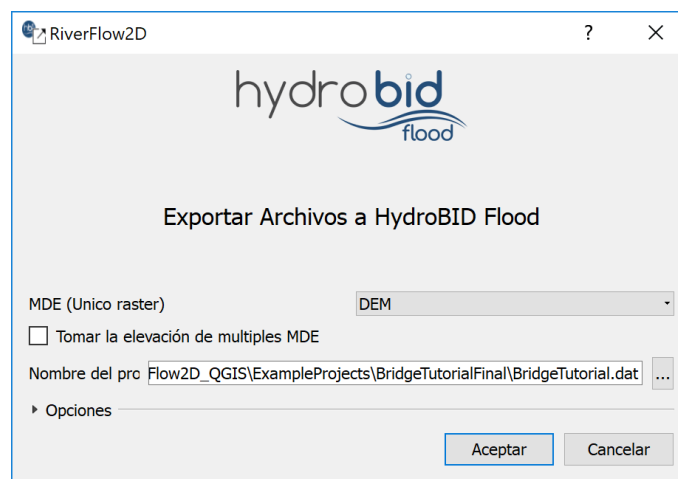 RiverFlow2D ?
hydrobid
flood
Exportar Archivos a HydroBID Flood
MDE (Unico raster) DEM
Tomar la elevación de multiples MDE
Nombre del pro Flow2D_QGIS\ExampleProjects\BridgeTutorialFinal\BridgeTutorial.dat ...
Opciones
Aceptar Cancelar